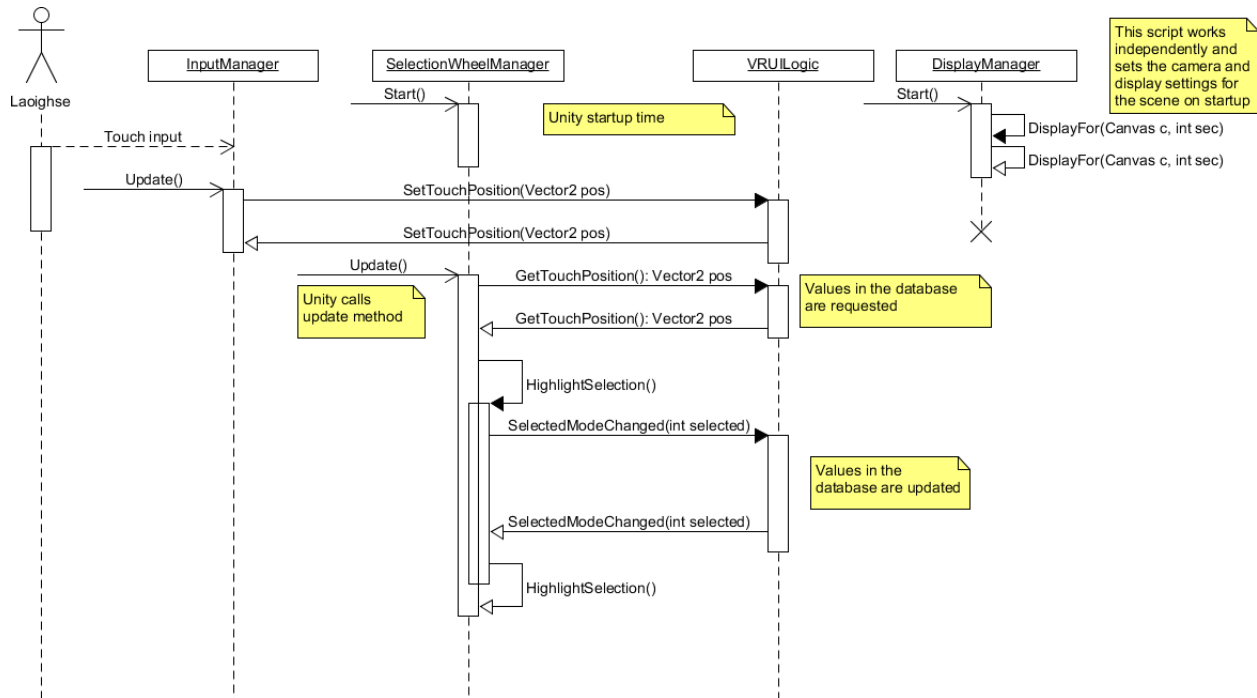 This script works
independently and
sets the camera and
display settings for
the scene on startup
InputManager
SelectionWheelManager
VRUILogic
DisplayManager
Laoighse
Start()
Unity startup time
Start()
DisplayFor(Canvas c, int sec)
Touch input
DisplayFor(Canvas c, int sec)
Update()
SetTouchPosition(Vector2 pos)
SetTouchPosition(Vector2 pos)
Update()
GetTouchPosition(): Vector2 pos
Unity calls
update method
Values in the database
are requested
GetTouchPosition(): Vector2 pos
HighlightSelection()
SelectedModeChanged(int selected)
Values in the
database are updated
SelectedModeChanged(int selected)
HighlightSelection()